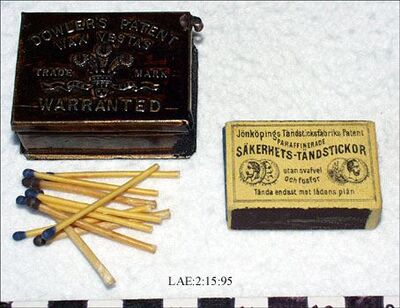 DOWLER'S PATENT
WAX VESTAS
TRADE MARK
WARRANTED
Jönköpings Tändsticksfabriks Patent
PARAFFINERADE
SÄKERHETS-TÄNDSTICKOR
utan svafvel
och fosfor
Tända endast mot lådans plån
LAE:2:15:95